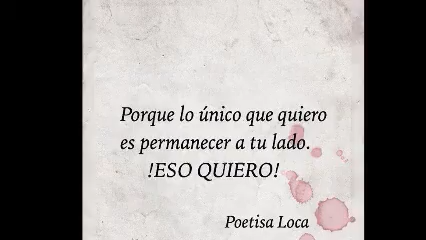 Porque lo único que quiero
es permanecer a tu lado.
!ESO QUIERO!
Poetisa Loca